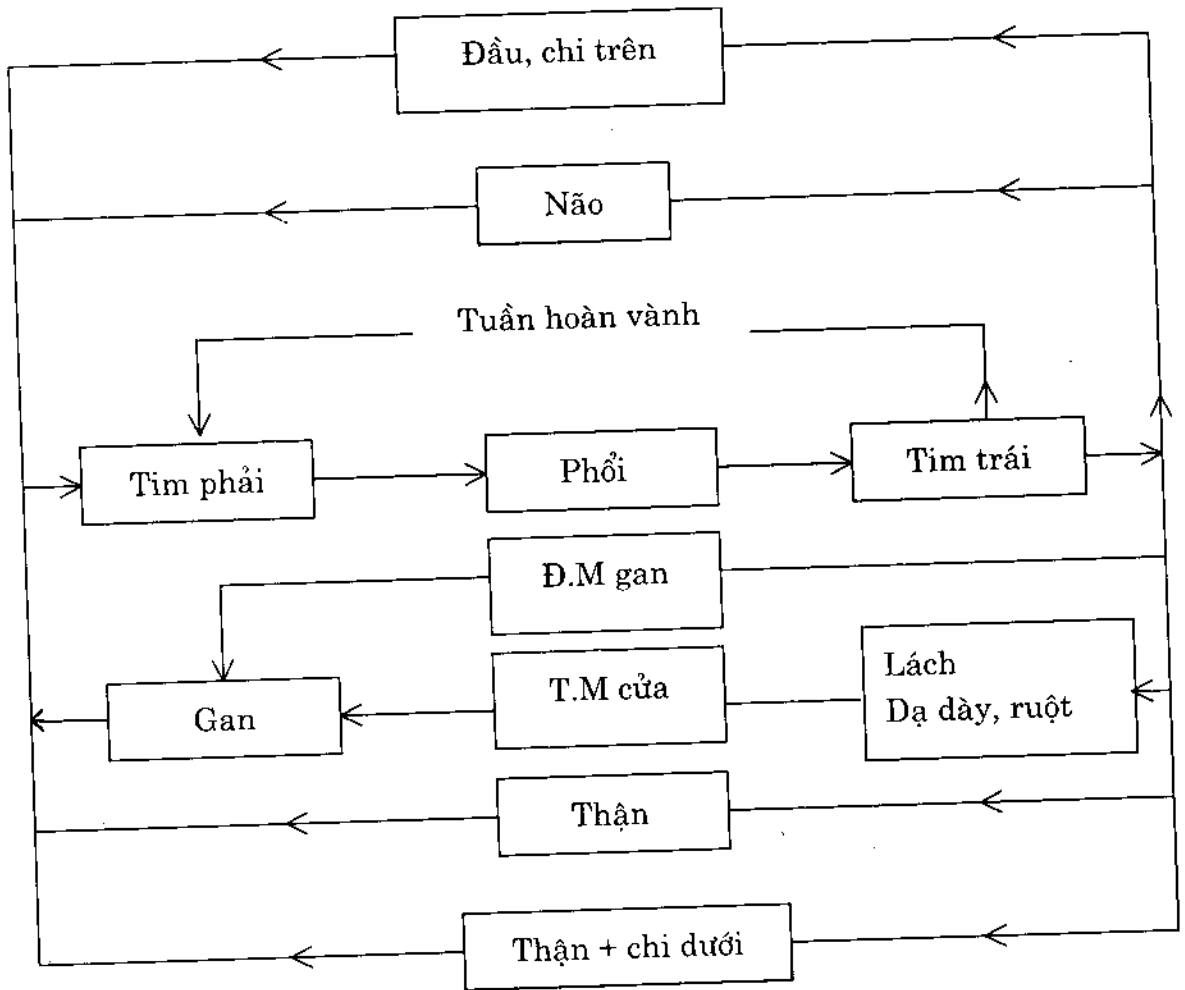 Đầu, chi trên
Não
Tuần hoàn vành
Tim phải
Phổi
Tim trái
Đ.M gan
Lách
Dạ dày, ruột
T.M cửa
Gan
Thận
Thận + chi dưới